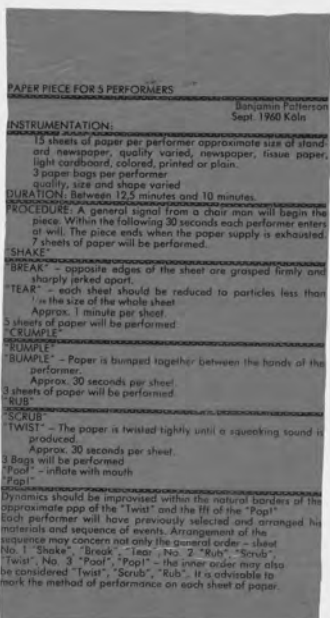 PAPER PIECE FOR 5 PERFORMERS
Benjamin Patterson
Sept. 1960 Köln
INSTRUMENTATION:
15 sheets of paper per performer approximate size of stand-
ard newspaper, quality varied, newspaper, tissue paper,
light cardboard, colored, printed or plain.
3 paper bags per performer
quality, size and shape varied
DURATION: Between 12,5 minutes and 10 minutes.
PROCEDURE: A general signal from a chair man will begin the
piece. Within the following 30 seconds each performer enters
at will. The piece ends when the paper supply is exhausted.
7 sheets of paper will be performed.
"SHAKE"
"BREAK" – opposite edges of the sheet are grasped firmly and
sharply jerked apart.
"TEAR" – each sheet should be reduced to particles less than
in the size of the whole sheet
Approx. 1 minute per sheet.
5 sheets of paper will be performed
"CRUMPLE"
"RUMPLE"
"BUMPLE" – Paper is bumped together between the hands of the
performer.
Approx. 30 seconds per sheet.
3 sheets of paper will be performed.
"RUB"
"SCRUB"
"TWIST" – The paper is twisted tightly until a squeaking sound is
produced.
Approx. 30 seconds per sheet.
3 Bags will be performed
"Poof" – inflate with mouth
"Pop!"
Dynamics should be improvised within the natural borders of the
approximate ppp of the "Twist" and the fff of the "Pop!"
Each performer will have previously selected and arranged his
materials and sequence of events. Arrangement of the
sequence may concern not only the general order – sheet
No. 1 "Shake", "Break", "Tear", No. 2 "Rub", "Scrub",
"Twist", No. 3 "Poof", "Pop!" – the inner order may also
be considered "Twist", "Scrub", "Rub". It is advisable to
mark the method of performance on each sheet of paper.